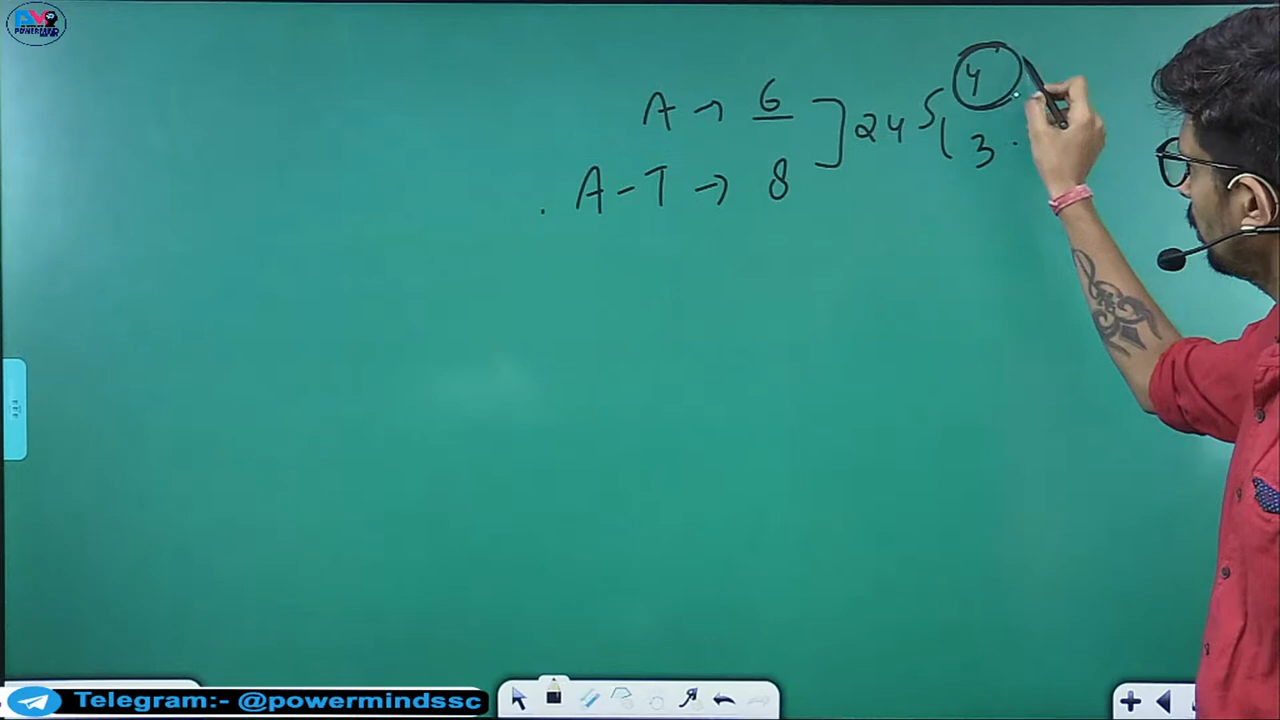 A → 6
A - T → 8
] 24
4
3
Telegram:- @powermindssc